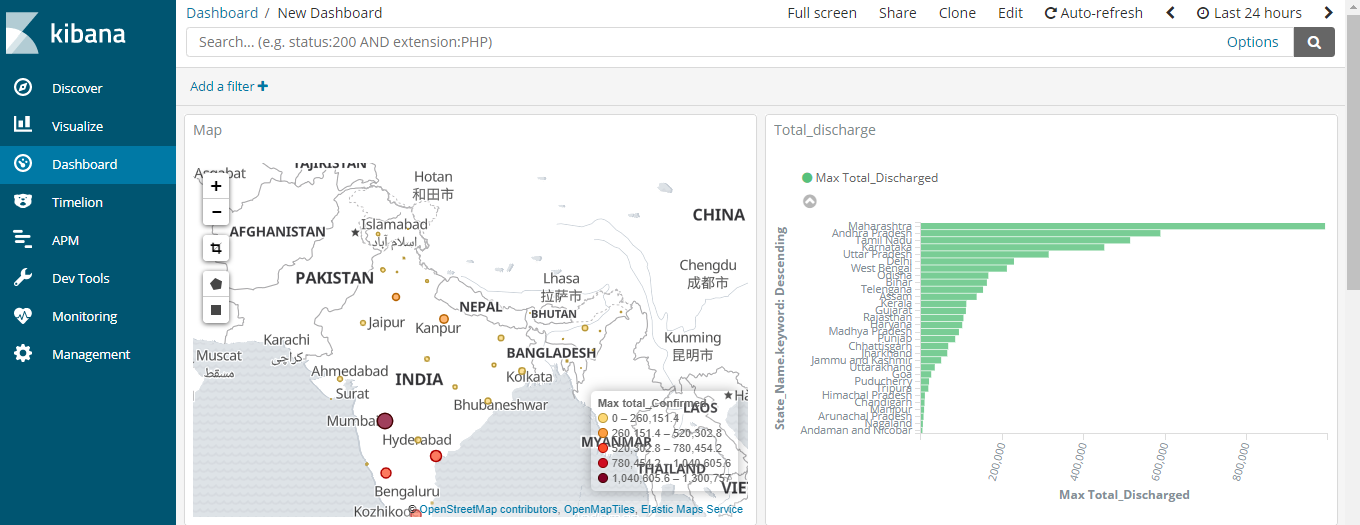 kibana
Discover
Visualize
Dashboard
Timelion
APM
Dev Tools
Monitoring
Management
Dashboard / New Dashboard
Full screen Share Clone Edit Auto-refresh Last 24 hours
Search... (e.g. status:200 AND extension:PHP)
Options
Add a filter
Map
TAJIKISTAN
Asgabat
Hotan
和田市
CHINA
Islamabad
اسلام آباد
AFGHANISTAN
Chengdu
成都市
PAKISTAN
Lhasa
拉萨市
NEPAL
BHUTAN
Jaipur
Kanpur
Karachi
کراچی
Kunming
昆明市
Muscat
مسقط
BANGLADESH
Ahmedabad
INDIA
Kolkata
Surat
Bhubaneshwar
Mumbai
Hyderabad
Bengaluru
Kozhikod
LAOS
MYANMAR
THAILAND
VIE
Max total_Confirmed
0 – 260,151.4
260,151.4 – 520,302.8
520,302.8 – 780,454.2
780,454.2 – 1,040,605.6
1,040,605.6 – 1,300,757
© OpenStreetMap contributors, OpenMapTiles, Elastic Maps Service
Total_discharge
Max Total_Discharged
State_Name.keyword: Descending
Maharashtra
Andhra Pradesh
Tamil Nadu
Karnataka
Uttar Pradesh
Delhi
West Bengal
Odisha
Bihar
Telengana
Assam
Kerala
Gujarat
Rajasthan
Haryana
Madhya Pradesh
Punjab
Chhattisgarh
Jharkhand
Jammu and Kashmir
Uttarakhand
Goa
Puducherry
Tripura
Himachal Pradesh
Chandigarh
Manipur
Arunachal Pradesh
Nagaland
Andaman and Nicobar
200,000
400,000
600,000
800,000
Max Total_Discharged